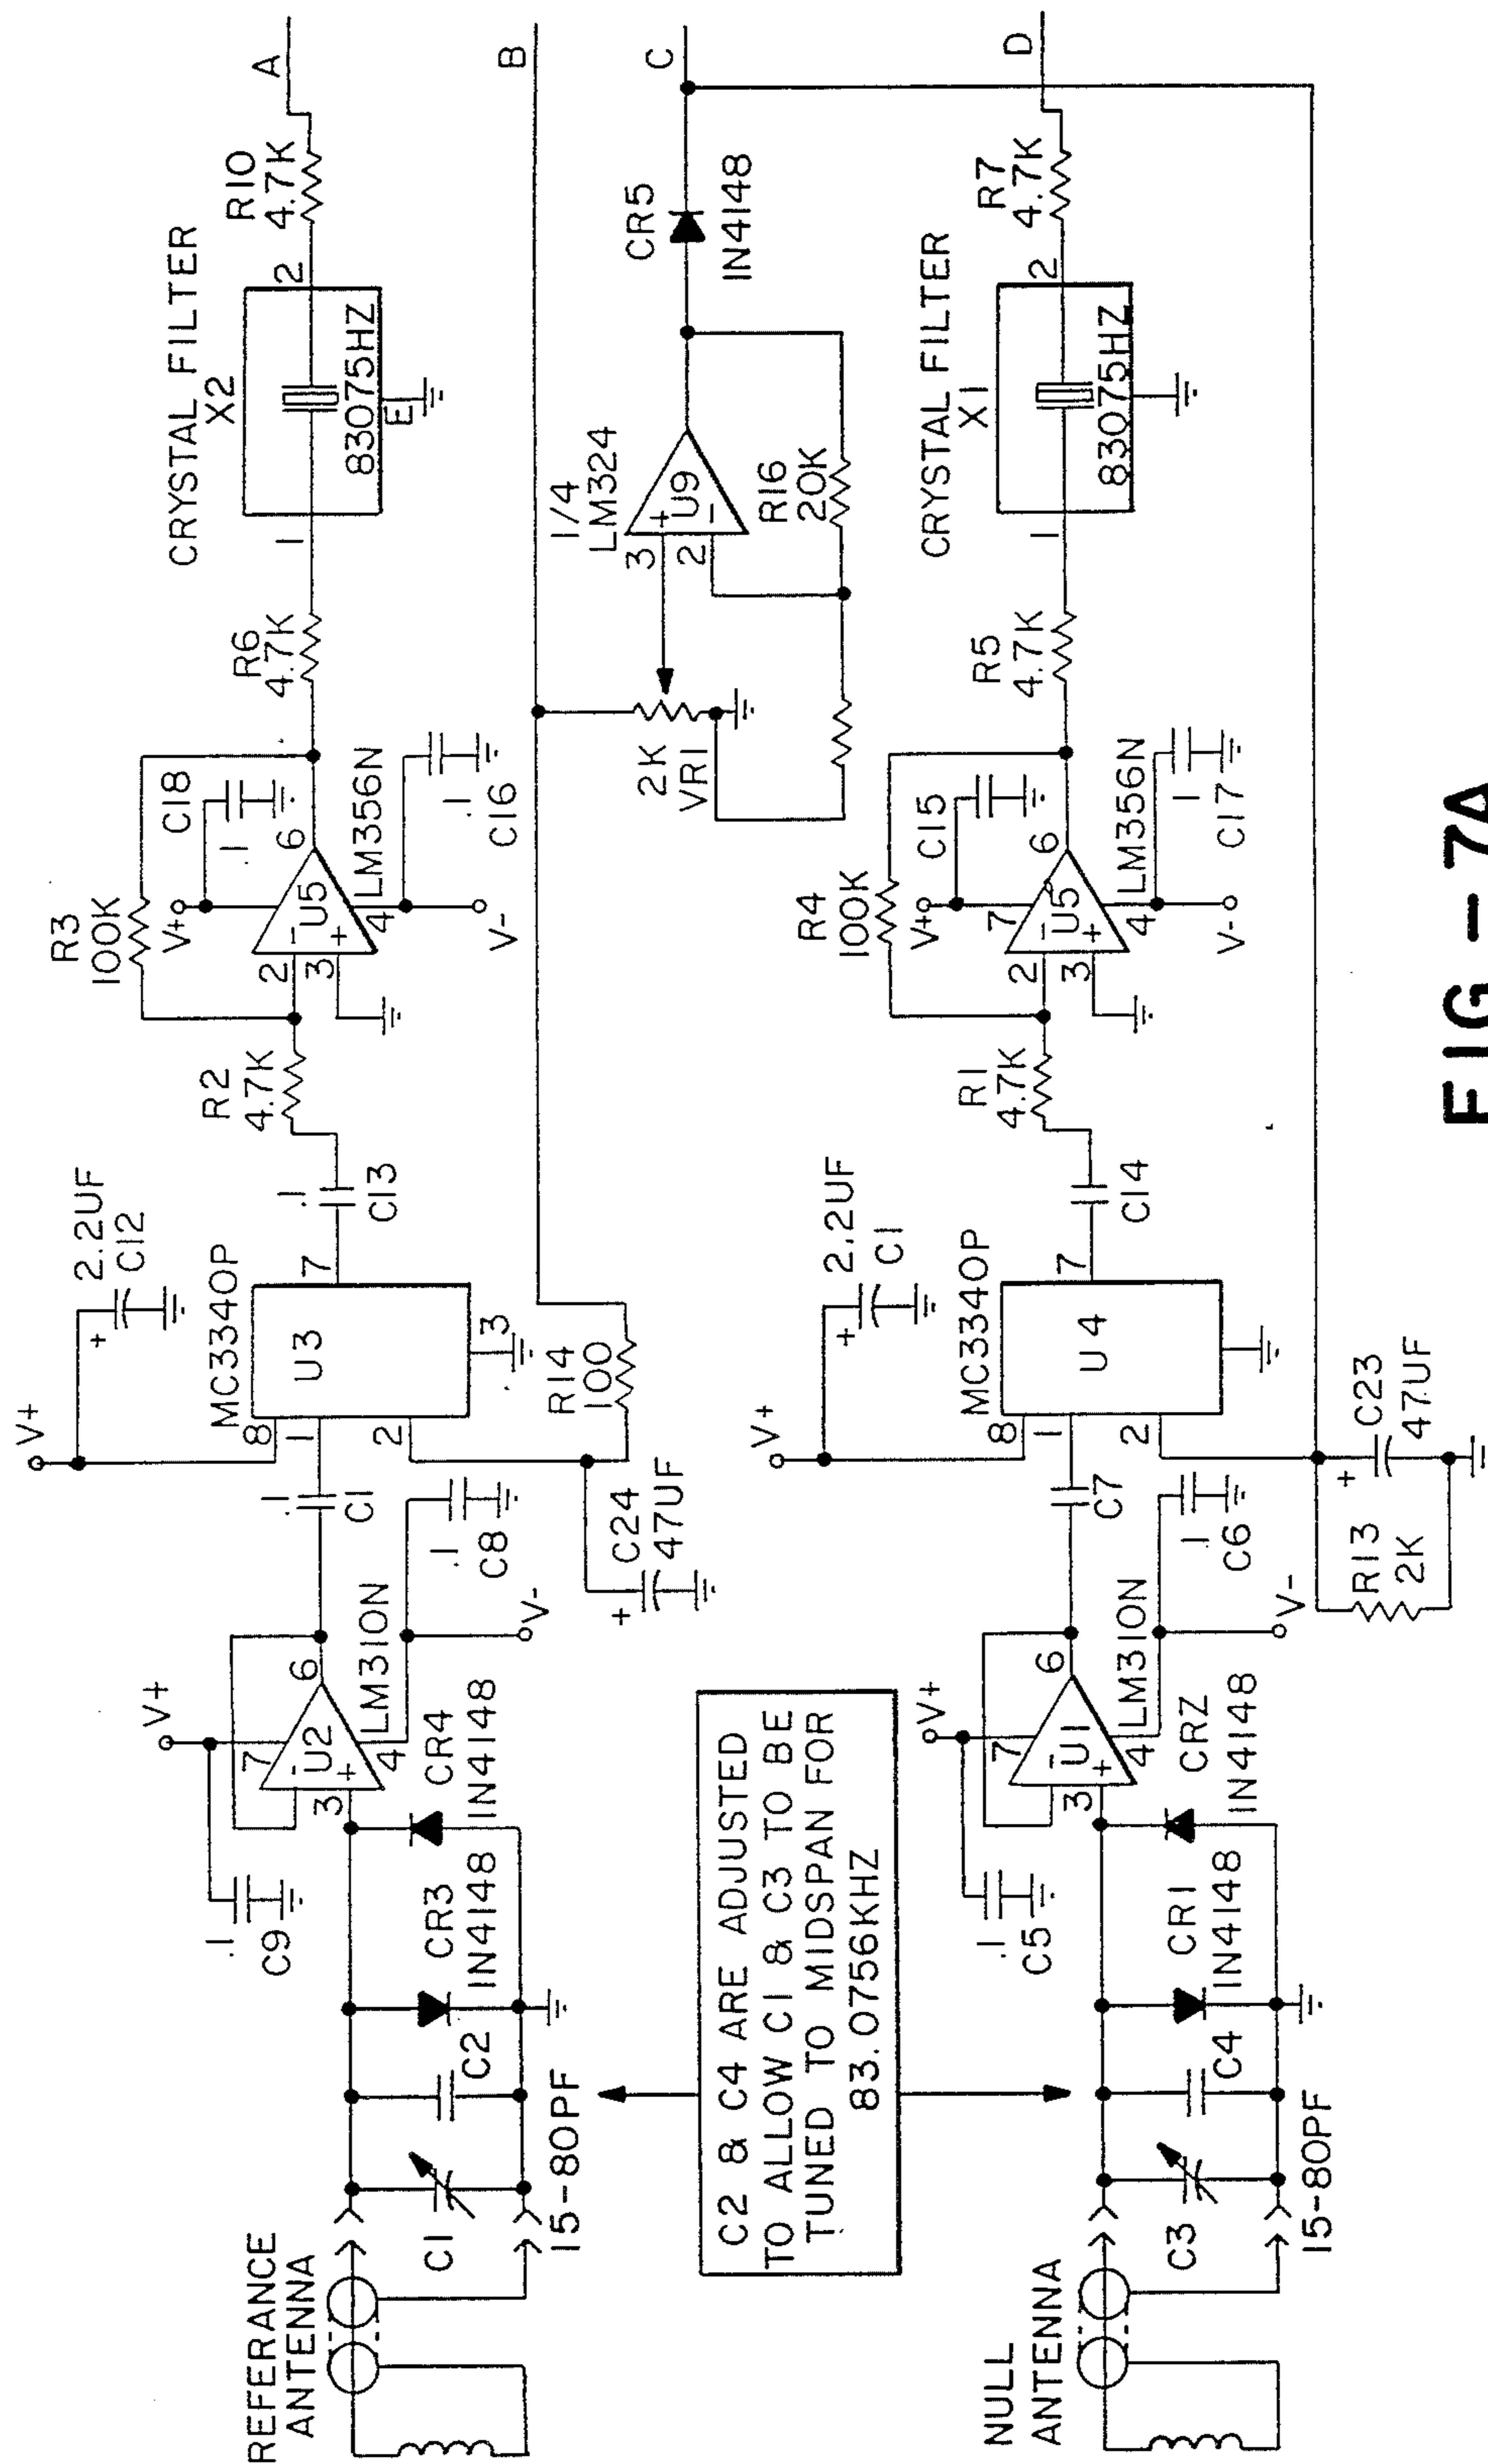 REFERANCE
ANTENNA
C1
15-80PF
C2
CR3
IN4148
CR4
IN4148
.1
C9
V+
7
-
U2
+
3
4
6
LM310N
V-
.1
C8
.1
C1
V+
+
2.2UF
C12
MC3340P
8
1
2
U3
7
3
+
C24
47UF
R14
100
.1
C13
R2
4.7K
R3
100K
V+
C18
.1
2
3
-
U5
+
6
4
LM356N
V-
.1
C16
R6
4.7K
CRYSTAL FILTER
X2
1
2
83075HZ
E
R10
4.7K
A
B
2K
VR1
1/4
LM324
3
2
+
U9
-
R16
20K
CR5
IN4148
C
C2 & C4 ARE ADJUSTED
TO ALLOW C1 & C3 TO BE
TUNED TO MIDSPAN FOR
83.0756KHZ
NULL
ANTENNA
C3
15-80PF
C4
CR1
IN4148
CRZ
IN4148
.1
C5
V+
7
-
U1
+
3
4
6
LM310N
V-
.1
C6
C7
V+
+
2.2UF
C1
MC3340P
8
1
2
U4
7
R13
2K
+
C23
47UF
C14
R1
4.7K
R4
100K
V+
C15
7
2
3
-
U5
+
6
4
LM356N
V-
1
C17
R5
4.7K
CRYSTAL FILTER
X1
1
2
83075HZ
R7
4.7K
D
FIG-7A